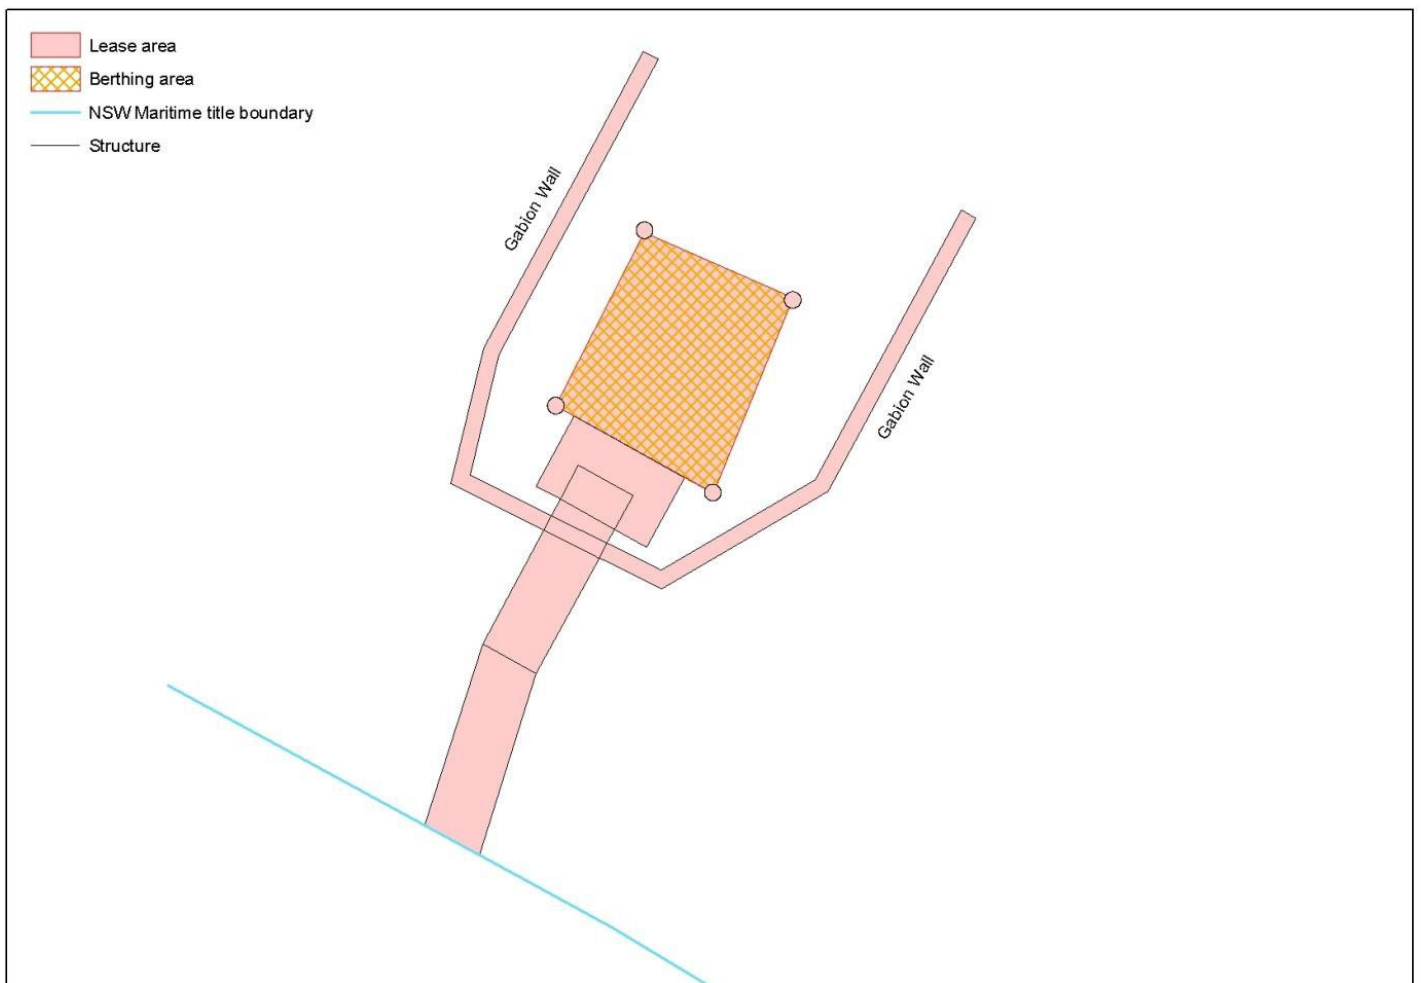 Lease area
Berthing area
NSW Maritime title boundary
Structure
Gabion Wall
Gabion Wall